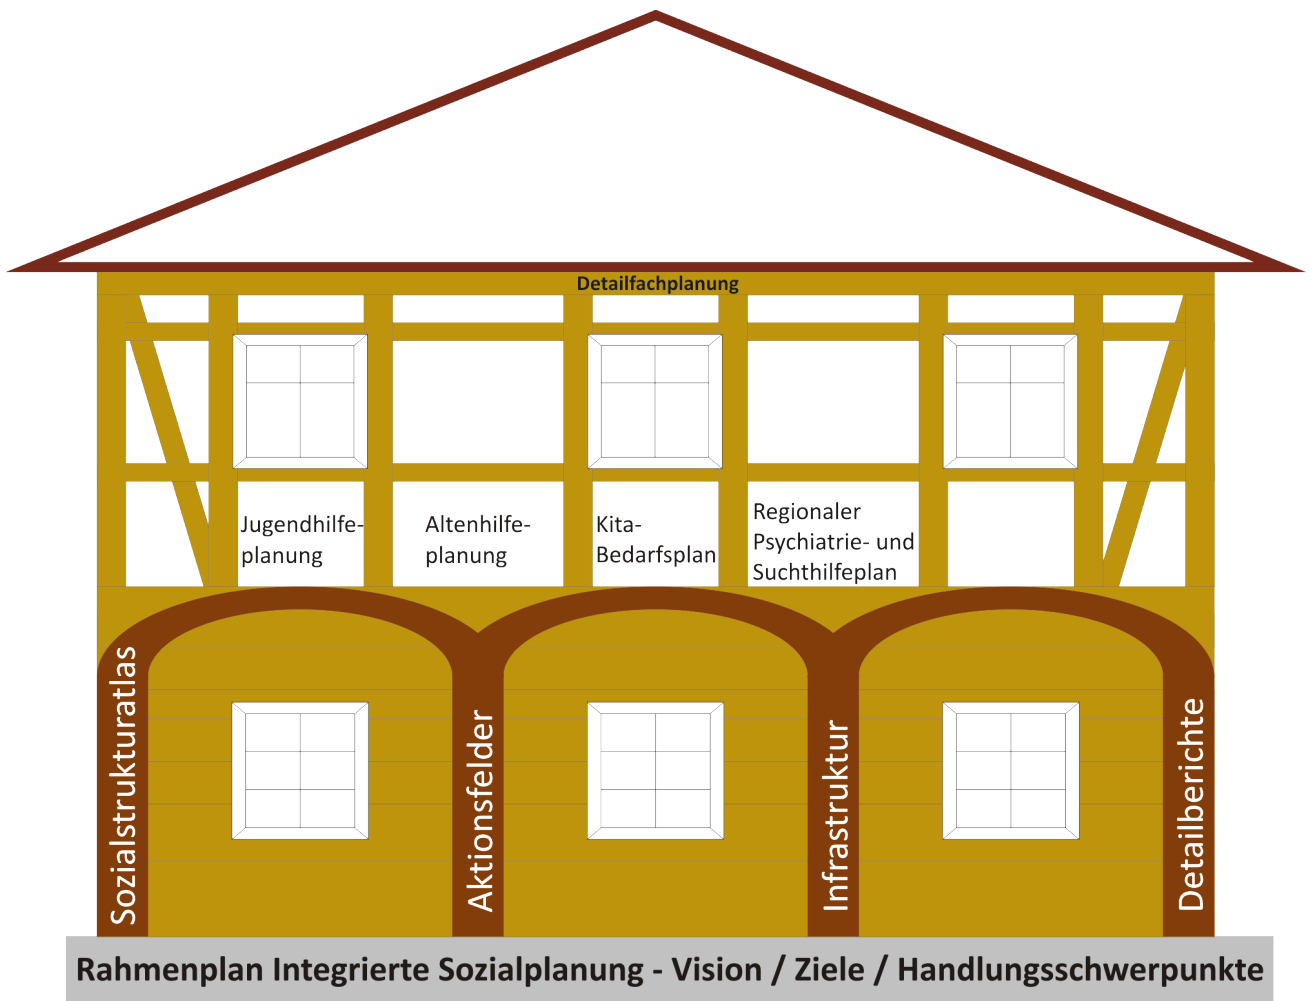 Detailfachplanung
Jugendhilfe-
planung
Altenhilfe-
planung
Kita-
Bedarfsplan
Regionaler
Psychiatrie- und
Suchthilfeplan
Sozialstrukturatlas
Aktionsfelder
Infrastruktur
Detailberichte
Rahmenplan Integrierte Sozialplanung - Vision / Ziele / Handlungsschwerpunkte